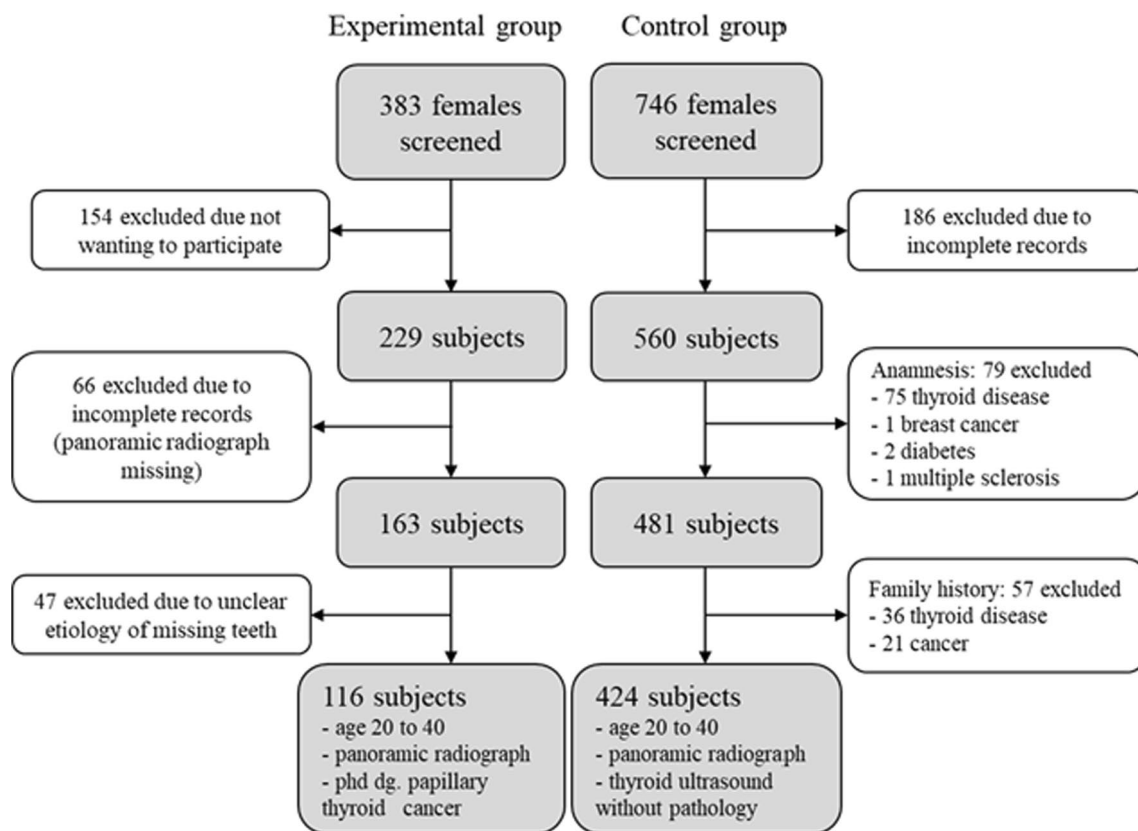 Experimental group
Control group
383 females
screened
746 females
screened
154 excluded due not
wanting to participate
186 excluded due to
incomplete records
229 subjects
560 subjects
66 excluded due to
incomplete records
(panoramic radiograph
missing)
Anamnesis: 79 excluded
- 75 thyroid disease
- 1 breast cancer
- 2 diabetes
- 1 multiple sclerosis
163 subjects
481 subjects
47 excluded due to unclear
etiology of missing teeth
Family history: 57 excluded
- 36 thyroid disease
- 21 cancer
116 subjects
- age 20 to 40
- panoramic radiograph
- phd dg. papillary
thyroid cancer
424 subjects
- age 20 to 40
- panoramic radiograph
- thyroid ultrasound
without pathology